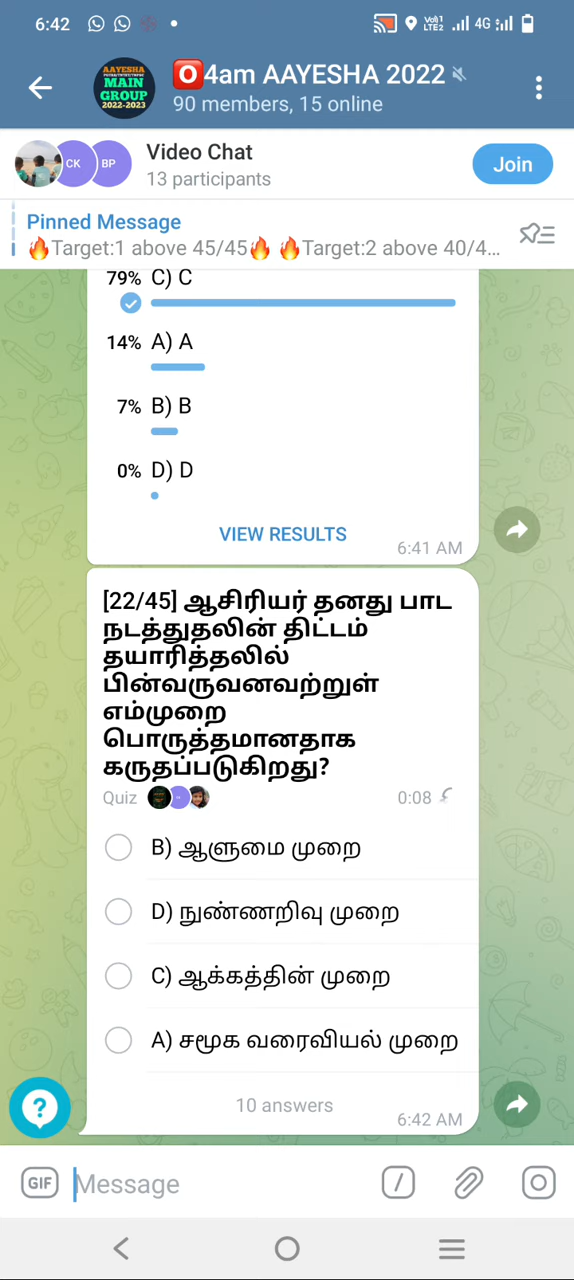 6:42 VoB1 LTE2 4G
AAYESHA
MAIN
GROUP
2022-2023
O4am AAYESHA 2022
90 members, 15 online
CK BP
Video Chat
13 participants
Join
Pinned Message
🔥Target:1 above 45/45🔥 🔥Target:2 above 40/4...
79% C) C
14% A) A
7% B) B
0% D) D
VIEW RESULTS
6:41 AM
[22/45] ஆசிரியர் தனது பாட
நடத்துதலின் திட்டம்
தயாரித்தலில்
பின்வருவனவற்றுள்
எம்முறை
பொருத்தமானதாக
கருதப்படுகிறது?
Quiz 0:08
B) ஆளுமை முறை
D) நுண்ணறிவு முறை
C) ஆக்கத்தின் முறை
A) சமூக வரைவியல் முறை
10 answers
6:42 AM
?
GIF Message /